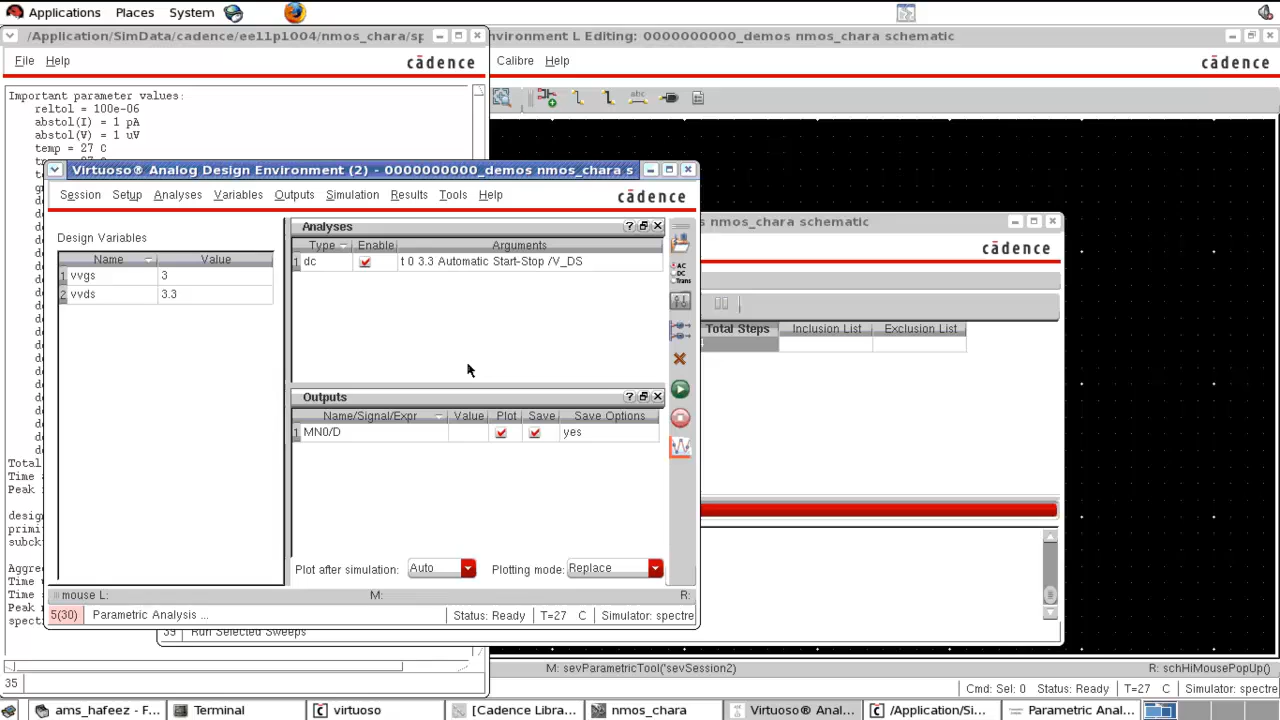 Applications Places System
/Application/SimData/cadence/ee11p1004/nmos_chara/sp
nvironment L Editing: 0000000000_demos nmos_chara schematic
File Help
cādence
Calibre Help
cādence
Important parameter values:
reltol = 100e-06
abstol(I) = 1 pA
abstol(V) = 1 uV
temp = 27 C
Virtuoso® Analog Design Environment (2) - 0000000000_demos nmos_chara s
Session Setup Analyses Variables Outputs Simulation Results Tools Help
cādence
s nmos_chara schematic
cādence
Design Variables
Name Value
1 vvgs 3
2 vvds 3.3
Analyses
Type Enable Arguments
1 dc t 0 3.3 Automatic Start-Stop /V_DS
AC
DC
Trans
Total Steps Inclusion List Exclusion List
Outputs
Name/Signal/Expr Value Plot Save Save Options
1 MN0/D yes
Total
Time
Peak
desig
primit
subck
Aggre
Time
Time
Peak
spect
Plot after simulation: Auto Plotting mode: Replace
mouse L: M: R:
5(30) Parametric Analysis ... Status: Ready T=27 C Simulator: spectre
39 Run Selected Sweeps
M: sevParametricTool('sevSession2) R: schHiMousePopUp()
35
Cmd: Sel: 0 Status: Ready T=27 C Simulator: spectre
ams_hafeez - F... Terminal virtuoso [Cadence Libra... nmos_chara Virtuoso® Anal... /Application/Si... Parametric Anal...